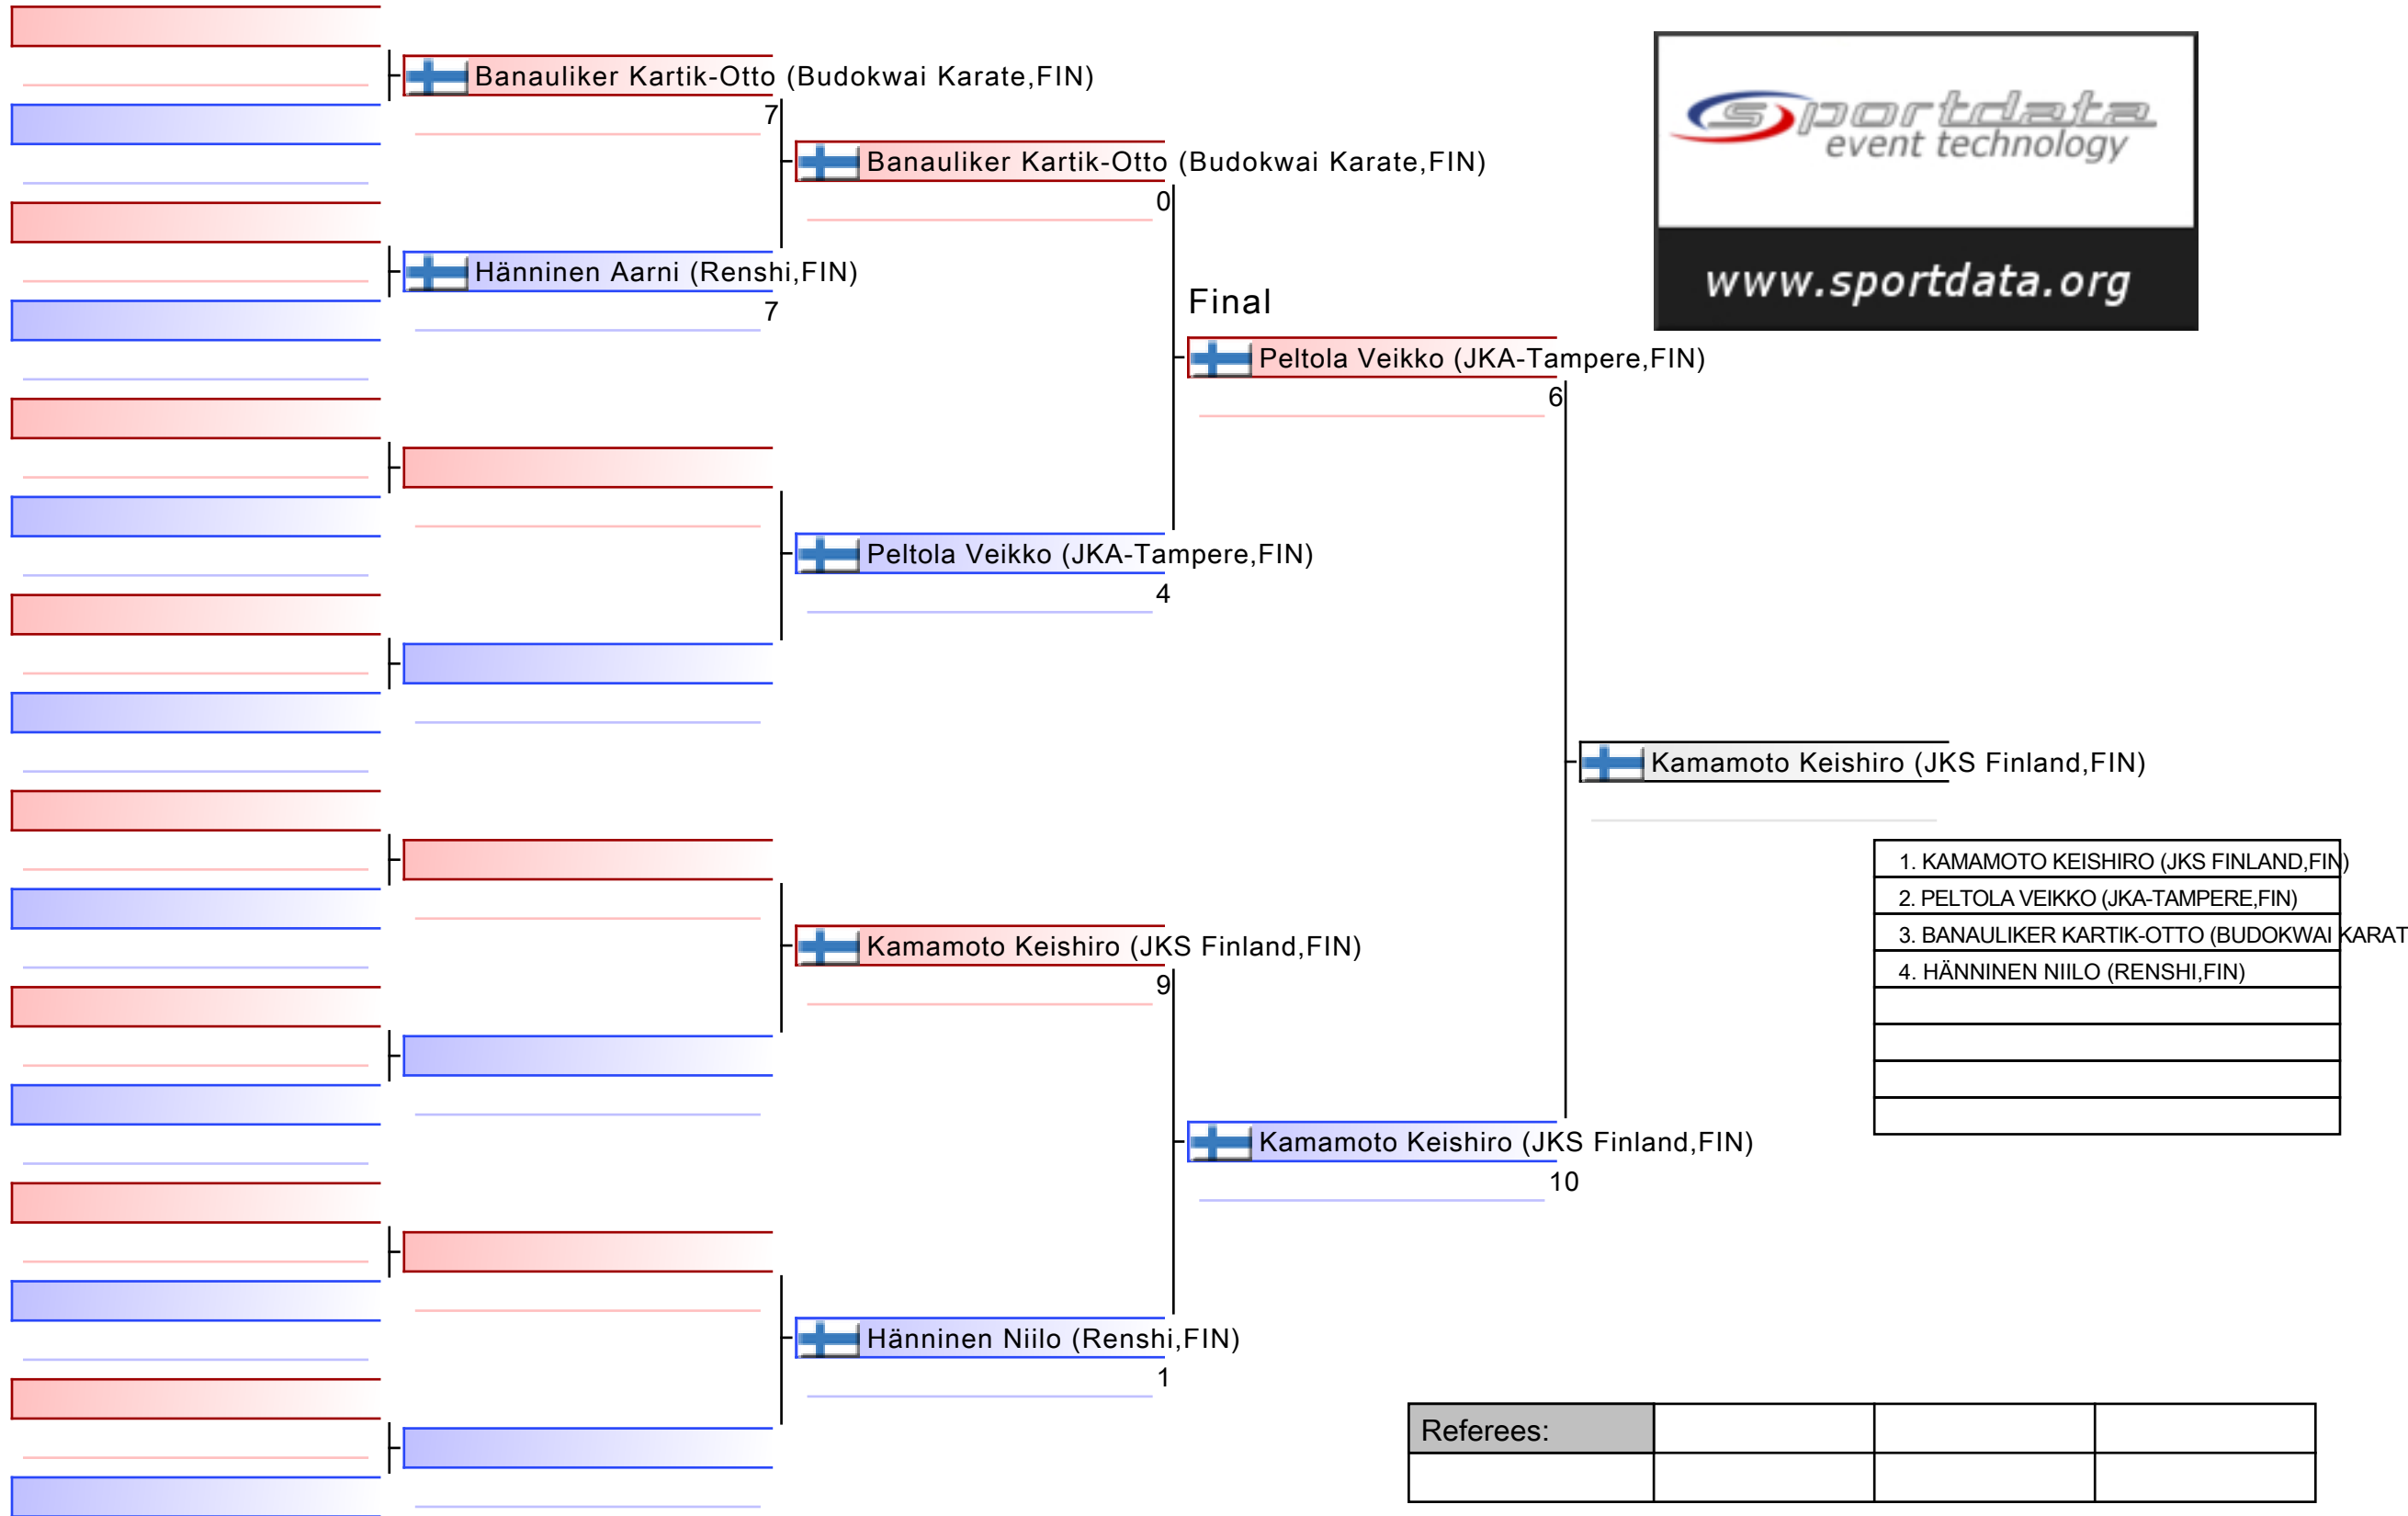 Banauliker Kartik-Otto (Budokwai Karate,FIN)
7
Hänninen Aarni (Renshi,FIN)
7
Banauliker Kartik-Otto (Budokwai Karate,FIN)
0
Peltola Veikko (JKA-Tampere,FIN)
4
Kamamoto Keishiro (JKS Finland,FIN)
9
Hänninen Niilo (Renshi,FIN)
1
Final
Peltola Veikko (JKA-Tampere,FIN)
6
Kamamoto Keishiro (JKS Finland,FIN)
10
Kamamoto Keishiro (JKS Finland,FIN)
sportdata
event technology
www.sportdata.org
1. KAMAMOTO KEISHIRO (JKS FINLAND,FIN)
2. PELTOLA VEIKKO (JKA-TAMPERE,FIN)
3. BANAULIKER KARTIK-OTTO (BUDOKWAI KARAT
4. HÄNNINEN NIILO (RENSHI,FIN)
Referees: